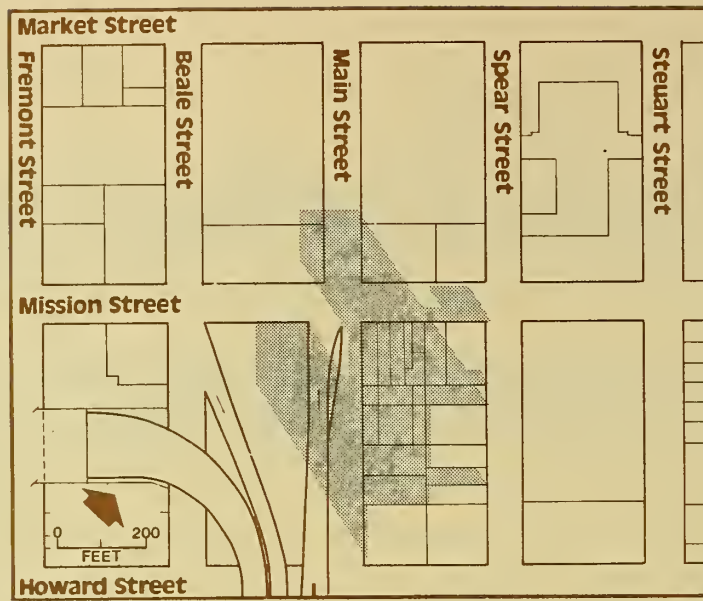 Market Street
Fremont Street
Beale Street
Main Street
Spear Street
Steuart Street
Mission Street
0 200
FEET
Howard Street